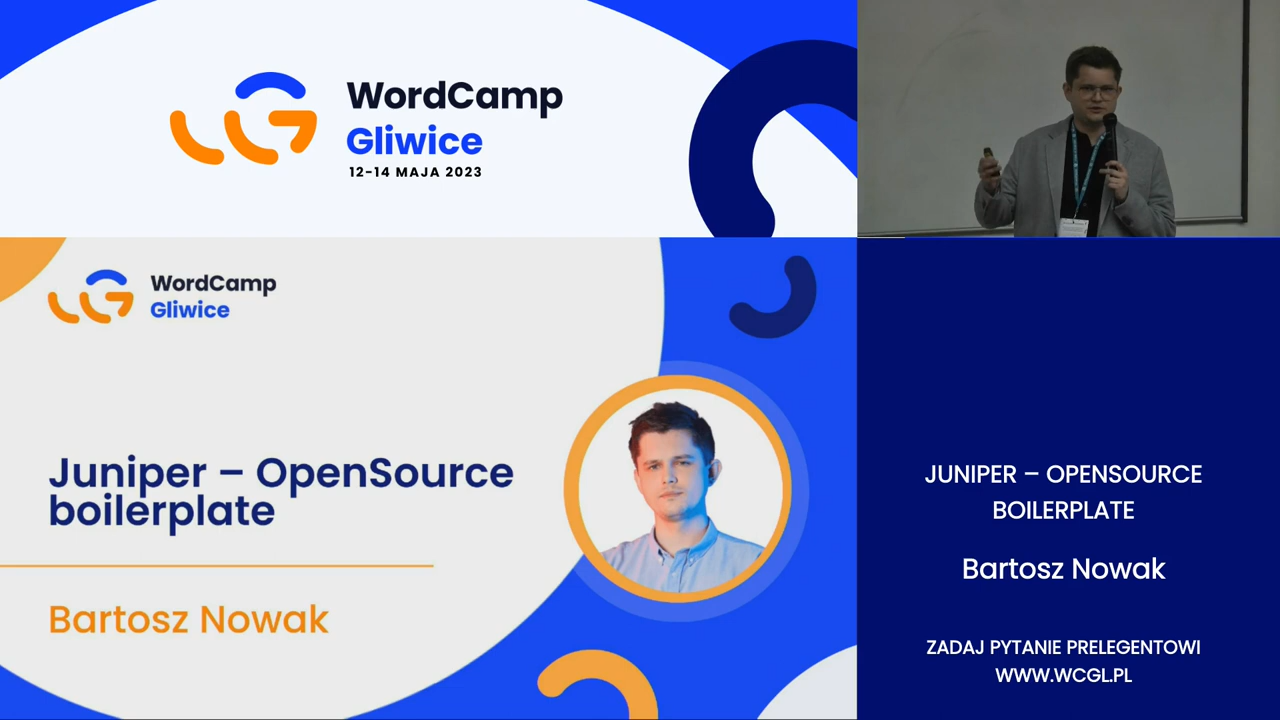 WordCamp
Gliwice
12-14 MAJA 2023
WordCamp
Gliwice
Juniper – OpenSource
boilerplate
Bartosz Nowak
JUNIPER – OPENSOURCE
BOILERPLATE
Bartosz Nowak
ZADAJ PYTANIE PRELEGENTOWI
WWW.WCGL.PL